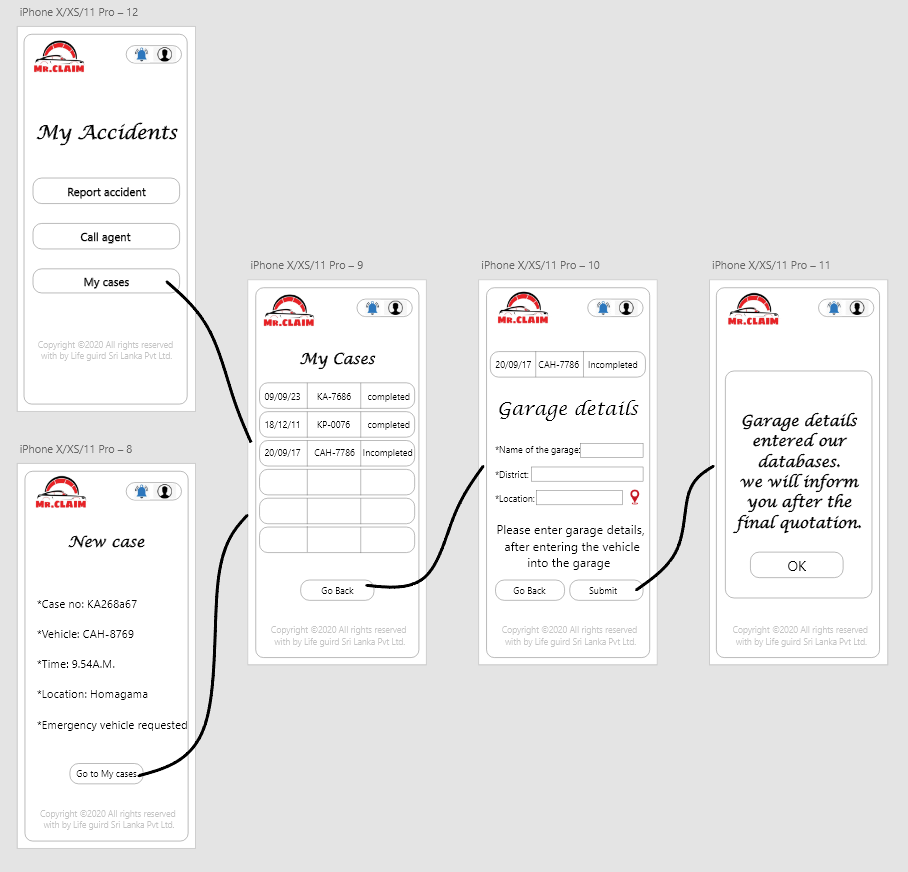 iPhone X/XS/11 Pro – 12
MR.CLAIM
My Accidents
Report accident
Call agent
My cases
Copyright ©2020 All rights reserved
with by Life guird Sri Lanka Pvt Ltd.
iPhone X/XS/11 Pro – 8
MR.CLAIM
New case
*Case no: KA268a67
*Vehicle: CAH-8769
*Time: 9.54A.M.
*Location: Homagama
*Emergency vehicle requested
Go to My cases
Copyright ©2020 All rights reserved
with by Life guird Sri Lanka Pvt Ltd.
iPhone X/XS/11 Pro – 9
MR.CLAIM
My Cases
09/09/23 KA-7686 completed
18/12/11 KP-0076 completed
20/09/17 CAH-7786 Incompleted
Go Back
Copyright ©2020 All rights reserved
with by Life guird Sri Lanka Pvt Ltd.
iPhone X/XS/11 Pro – 10
MR.CLAIM
20/09/17 CAH-7786 Incompleted
Garage details
*Name of the garage:
*District:
*Location:
Please enter garage details,
after entering the vehicle
into the garage
Go Back Submit
Copyright ©2020 All rights reserved
with by Life guird Sri Lanka Pvt Ltd.
iPhone X/XS/11 Pro – 11
MR.CLAIM
Garage details
entered our
databases.
we will inform
you after the
final quotation.
OK
Copyright ©2020 All rights reserved
with by Life guird Sri Lanka Pvt Ltd.